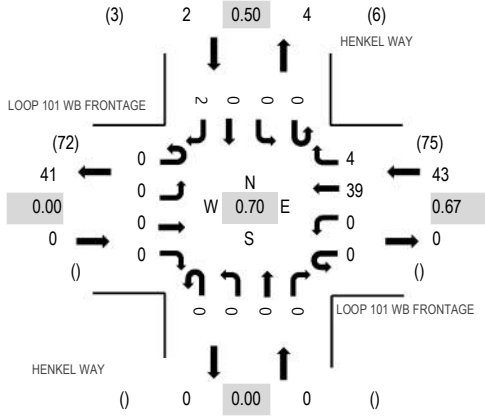 (3) 2 0.50 4 (6)
HENKEL WAY
LOOP 101 WB FRONTAGE
2 0 0 0
(72) (75)
0 4
41 43
0 N 39
0.00 W 0.70 E 0.67
0 0
0 S 0
0 0
() ()
0 0 0 0
LOOP 101 WB FRONTAGE
HENKEL WAY
() 0 0.00 0 ()